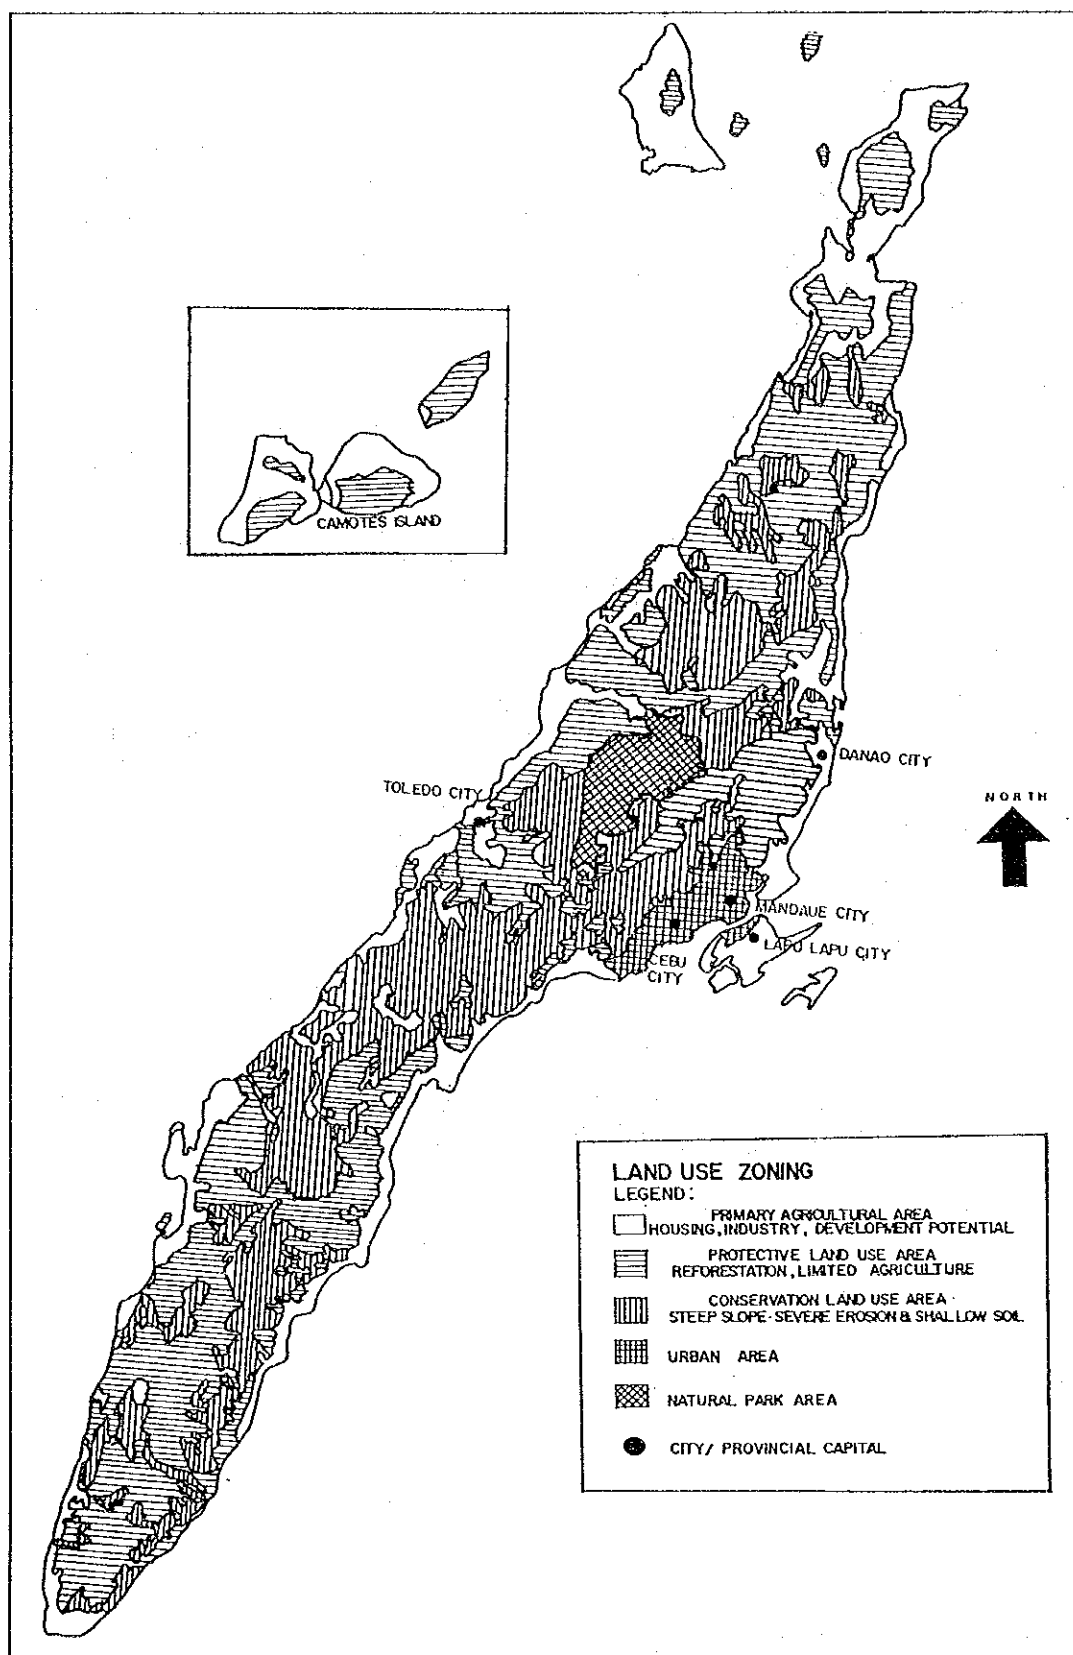 CAMOTES ISLAND
TOLEDO CITY
DANAO CITY
NORTH
MANDAUE CITY
LAPU LAPU CITY
CEBU
CITY
LAND USE ZONING
LEGEND:
PRIMARY AGRICULTURAL AREA
HOUSING, INDUSTRY, DEVELOPMENT POTENTIAL
PROTECTIVE LAND USE AREA
REFORESTATION, LIMITED AGRICULTURE
CONSERVATION LAND USE AREA
STEEP SLOPE-SEVERE EROSION & SHALLOW SOIL
URBAN AREA
NATURAL PARK AREA
CITY/ PROVINCIAL CAPITAL